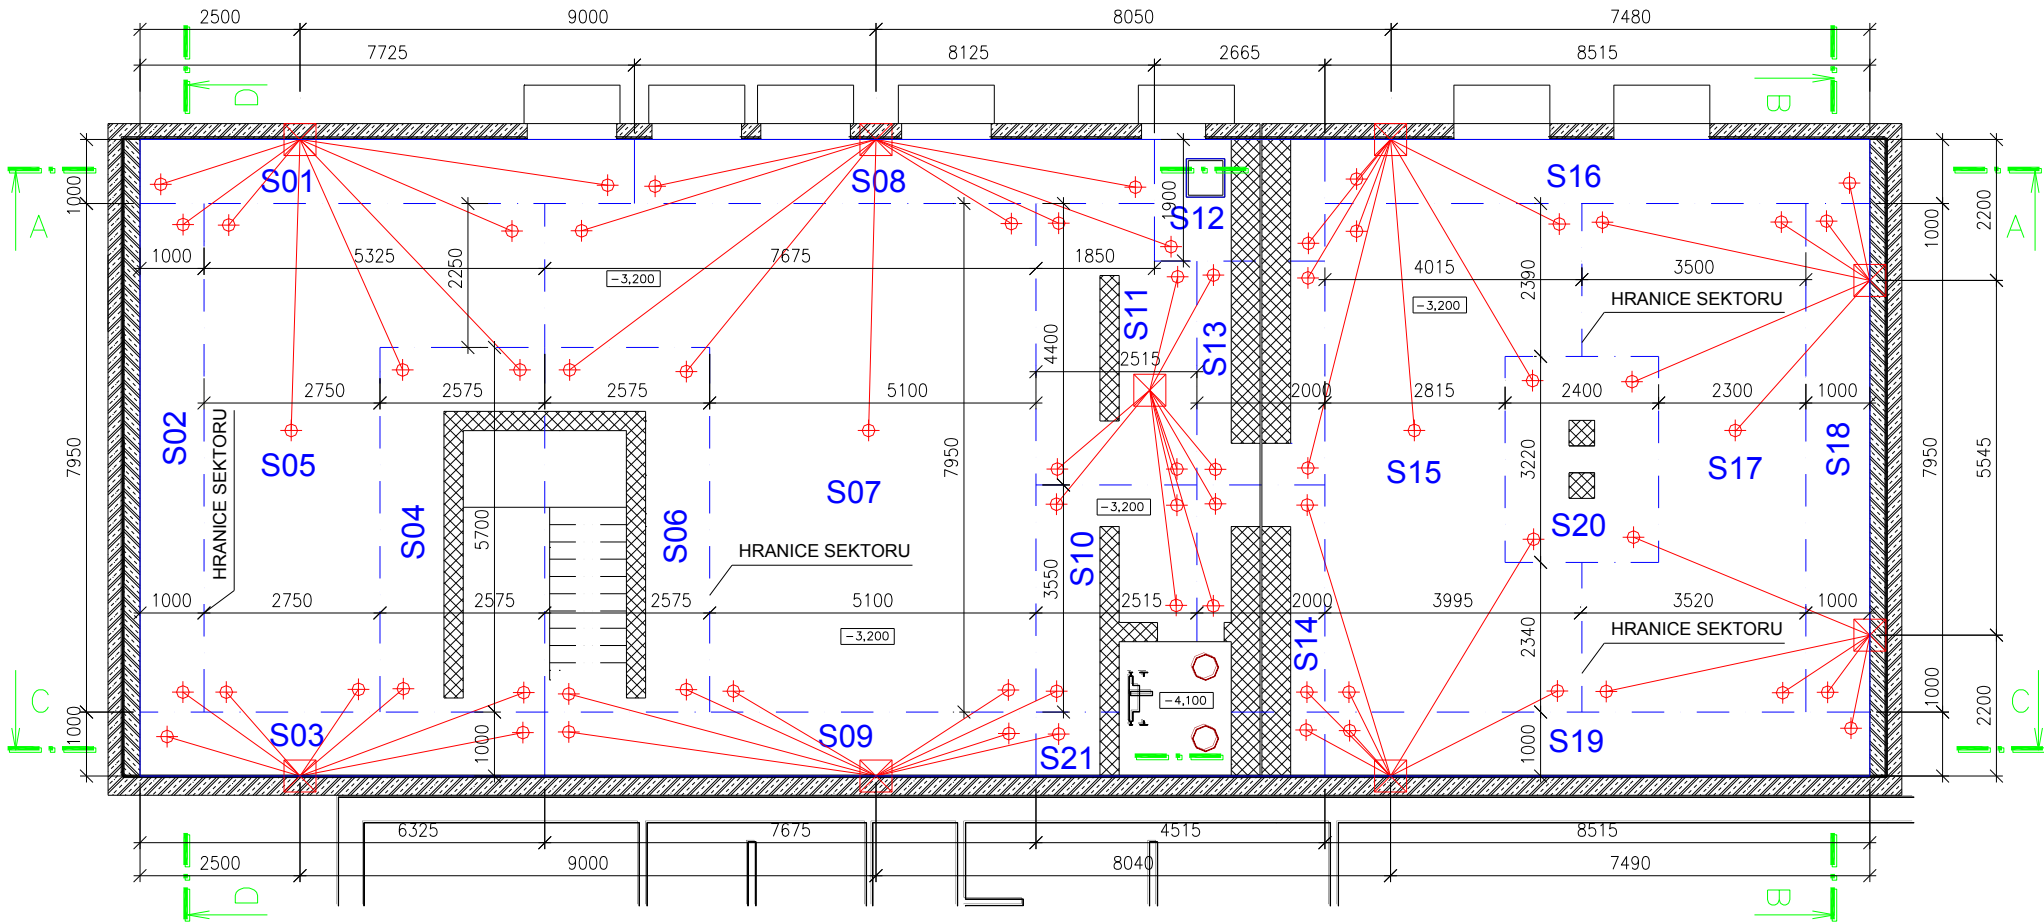 2500 9000 8050 7480
7725 8125 2665 8515
D B
S01 S08 S16
1000 1900 2200
S12
A 1000 A
1000 5325 2250 7675 1850 4015 2390 3500
-3,200 -3,200
HRANICE SEKTORU
S11 S13
4400
2515
2750 2575 2575 5100 2000 2815 2400 2300 1000
S02 HRANICE SEKTORU S05 7950 S07 7950 S15 3220 S17 S18 7950 5545
S04 5700 S06 -3,200 S20
HRANICE SEKTORU
S10 3550
1000 2750 2575 2575 5100 2515 2000 3995 3520 1000
-3,200
S14 2340 HRANICE SEKTORU
C -4,100 C
1000 S03 1000 S09 S21 1000 S19 1000 2200
6325 7675 4515 8515
2500 9000 8040 7490
D B